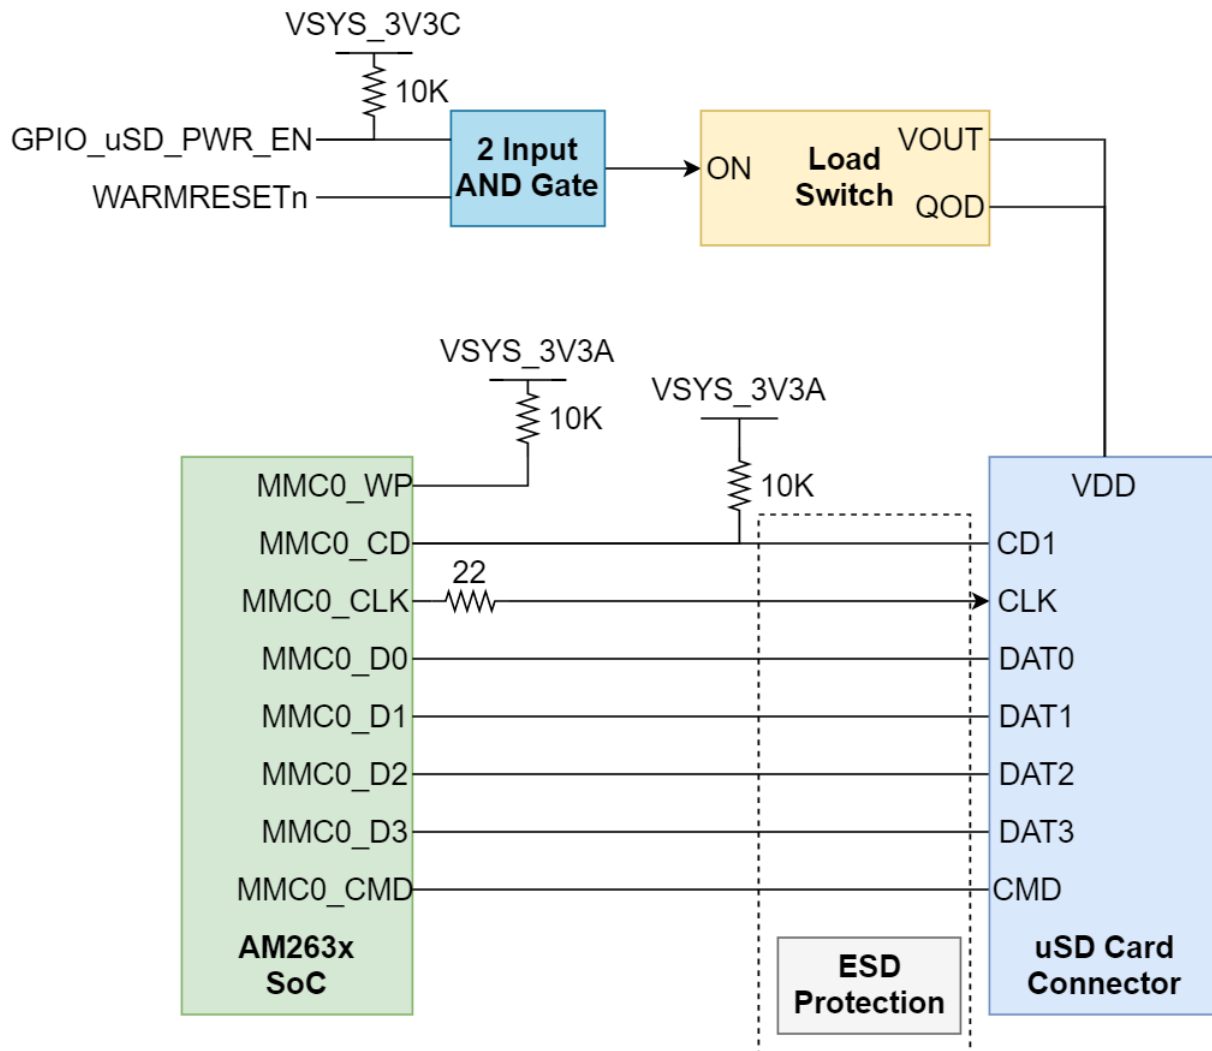 VSYS_3V3C
10K
GPIO_uSD_PWR_EN
WARMRESETn
2 Input
AND Gate
ON
Load
Switch
VOUT
QOD
VSYS_3V3A
10K
VSYS_3V3A
10K
MMC0_WP
MMC0_CD
22
MMC0_CLK
MMC0_D0
MMC0_D1
MMC0_D2
MMC0_D3
MMC0_CMD
AM263x
SoC
ESD
Protection
VDD
CD1
CLK
DAT0
DAT1
DAT2
DAT3
CMD
uSD Card
Connector